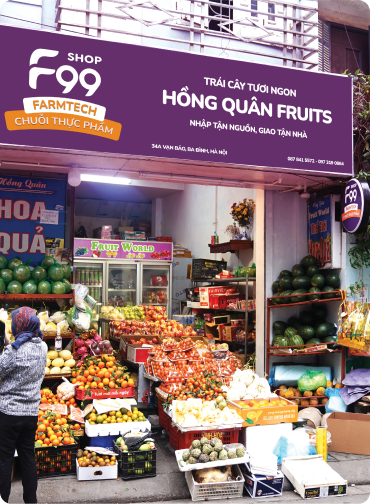 SHOP
F99
FARMTECH
CHUỖI THỰC PHẨM
TRÁI CÂY TƯƠI NGON
HỒNG QUÂN FRUITS
NHẬP TẬN NGUỒN, GIAO TẬN NHÀ
34A VẠN BẢO, BA ĐÌNH, HÀ NỘI
Hồng Quân
HOA
QUẢ
FRUIT WORLD
F99